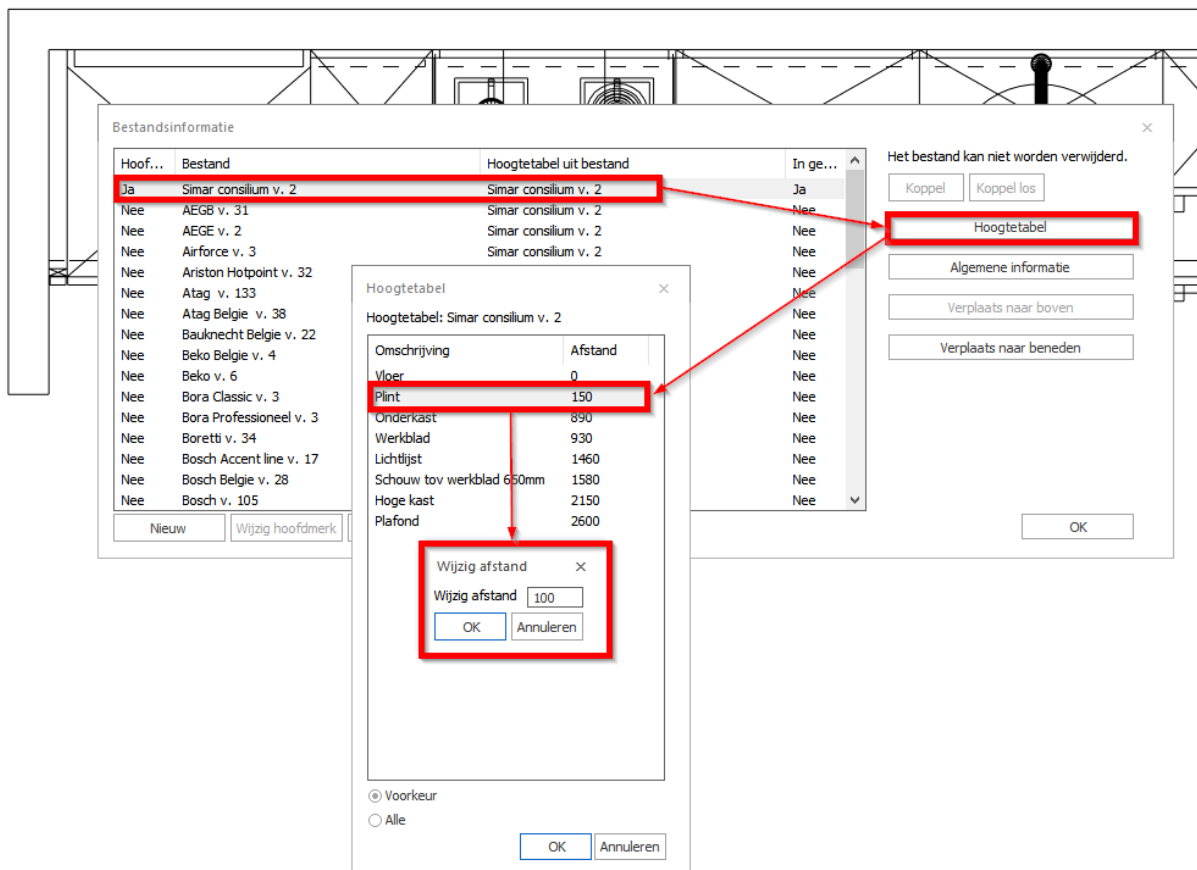 Bestandsinformatie
Hoof... Bestand Hoogtetabel uit bestand In ge...
Ja Simar consilium v. 2 Simar consilium v. 2 Ja
Nee AEGB v. 31 Simar consilium v. 2 Nee
Nee AEGE v. 2 Simar consilium v. 2 Nee
Nee Airforce v. 3 Simar consilium v. 2 Nee
Nee Ariston Hotpoint v. 32 Nee
Nee Atag v. 133 Nee
Nee Atag Belgie v. 38 Nee
Nee Bauknecht Belgie v. 22 Nee
Nee Beko Belgie v. 4 Nee
Nee Beko v. 6 Nee
Nee Bora Classic v. 3 Nee
Nee Bora Professioneel v. 3 Nee
Nee Boretti v. 34 Nee
Nee Bosch Accent line v. 17 Nee
Nee Bosch Belgie v. 28 Nee
Nee Bosch v. 105 Nee
Nieuw Wijzig hoofdmerk
Het bestand kan niet worden verwijderd.
Koppel Koppel los
Hoogtetabel
Algemene informatie
Verplaats naar boven
Verplaats naar beneden
OK
Hoogtetabel
Hoogtetabel: Simar consilium v. 2
Omschrijving Afstand
Vloer 0
Plint 150
Onderkast 890
Werkblad 930
Lichtlijst 1460
Schouw tov werkblad 650mm 1580
Hoge kast 2150
Plafond 2600
Wijzig afstand
Wijzig afstand 100
OK Annuleren
Voorkeur
Alle
OK Annuleren